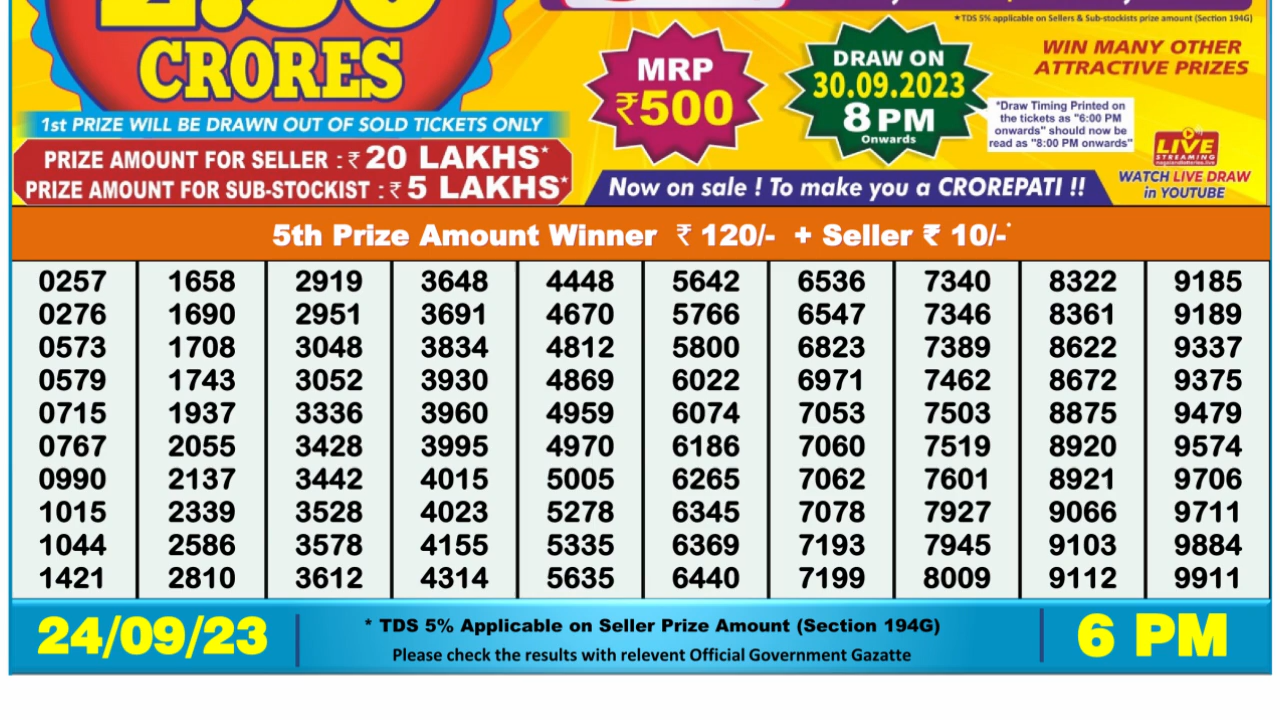 CRORES
1st PRIZE WILL BE DRAWN OUT OF SOLD TICKETS ONLY
PRIZE AMOUNT FOR SELLER : ₹ 20 LAKHS*
PRIZE AMOUNT FOR SUB-STOCKIST : ₹ 5 LAKHS*
★TDS 5% applicable on Sellers & Sub-stockists prize amount (Section 194G)
MRP
₹500
DRAW ON
30.09.2023
8 PM
Onwards
WIN MANY OTHER
ATTRACTIVE PRIZES
*Draw Timing Printed on
the tickets as "6:00 PM
onwards" should now be
read as "8:00 PM onwards"
LIVE
STREAMING
WATCH LIVE DRAW
in YOUTUBE
Now on sale ! To make you a CROREPATI !!
5th Prize Amount Winner ₹ 120/- + Seller ₹ 10/-*
0257 1658 2919 3648 4448 5642 6536 7340 8322 9185
0276 1690 2951 3691 4670 5766 6547 7346 8361 9189
0573 1708 3048 3834 4812 5800 6823 7389 8622 9337
0579 1743 3052 3930 4869 6022 6971 7462 8672 9375
0715 1937 3336 3960 4959 6074 7053 7503 8875 9479
0767 2055 3428 3995 4970 6186 7060 7519 8920 9574
0990 2137 3442 4015 5005 6265 7062 7601 8921 9706
1015 2339 3528 4023 5278 6345 7078 7927 9066 9711
1044 2586 3578 4155 5335 6369 7193 7945 9103 9884
1421 2810 3612 4314 5635 6440 7199 8009 9112 9911
24/09/23
* TDS 5% Applicable on Seller Prize Amount (Section 194G)
Please check the results with relevent Official Government Gazatte
6 PM